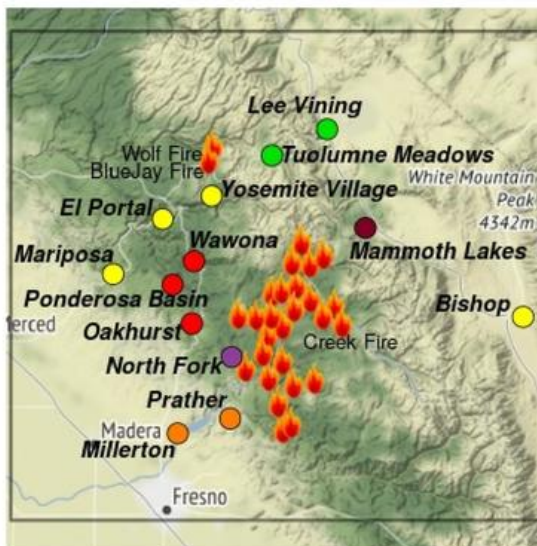 Lee Vining
Wolf Fire
BlueJay Fire
Tuolumne Meadows
White Mountain
Peak
4342m
Yosemite Village
El Portal
Wawona
Mammoth Lakes
Mariposa
Ponderosa Basin
Bishop
erced
Oakhurst
Creek Fire
North Fork
Prather
Madera
Millerton
Fresno